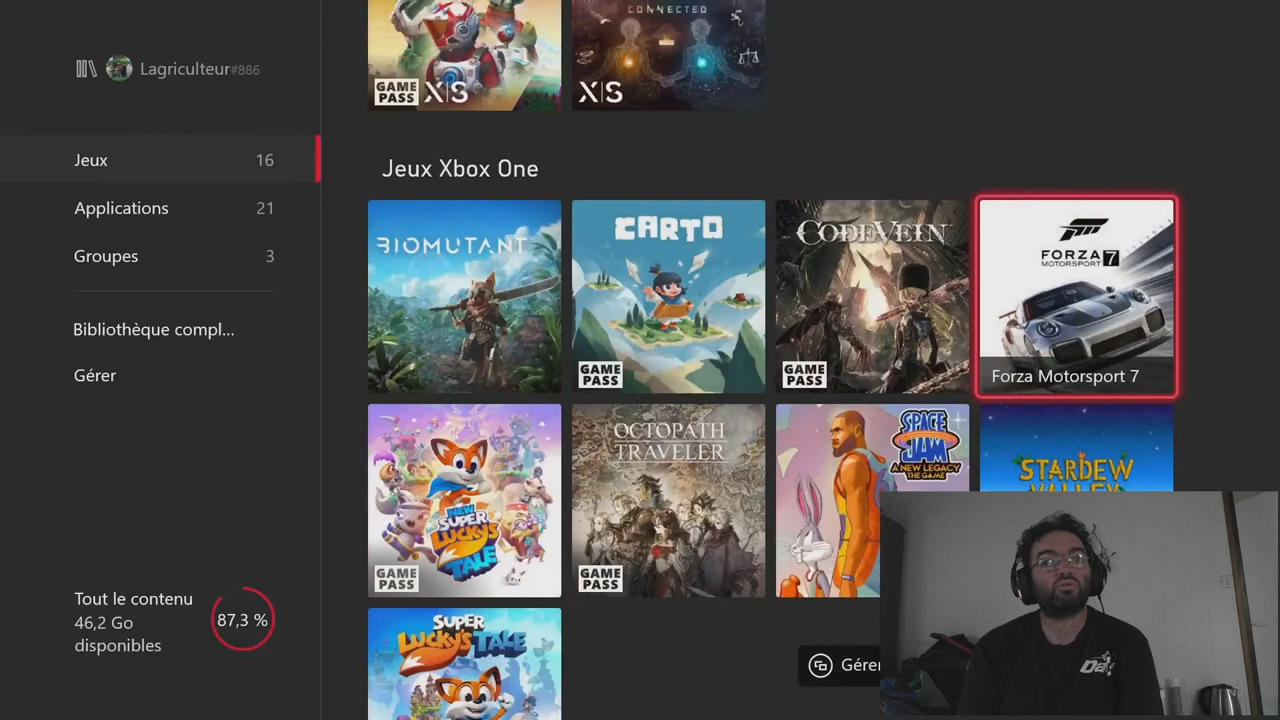 Lagriculteur#886
Jeux 16
Applications 21
Groupes 3
Bibliothèque compl...
Gérer
Tout le contenu
46,2 Go
disponibles
87,3 %
GAME
PASS
X|S
CONNECTED
X|S
Jeux Xbox One
BIOMUTANT
CARTO
GAME
PASS
CODE VEIN
GAME
PASS
FORZA
MOTORSPORT 7
Forza Motorsport 7
NEW
SUPER
LUCKY'S
TALE
GAME
PASS
OCTOPATH
TRAVELER
GAME
PASS
SPACE
JAM
A NEW LEGACY
THE GAME
STARDEW
VALLEY
SUPER
LUCKY'S TALE